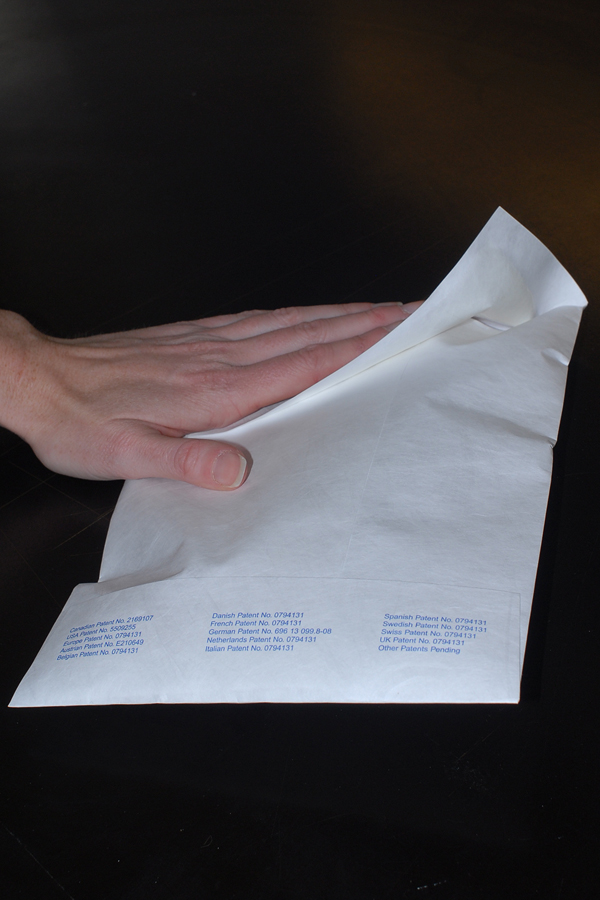 Canadian Patent No. 2169107
USA Patent No. 5509255
Europe Patent No. 0794131
Austrian Patent No. E210649
Belgian Patent No. 0794131
Danish Patent No. 0794131
French Patent No. 0794131
German Patent No. 696 13 099.8-08
Netherlands Patent No. 0794131
Italian Patent No. 0794131
Spanish Patent No. 0794131
Swedish Patent No. 0794131
Swiss Patent No. 0794131
UK Patent No. 0794131
Other Patents Pending